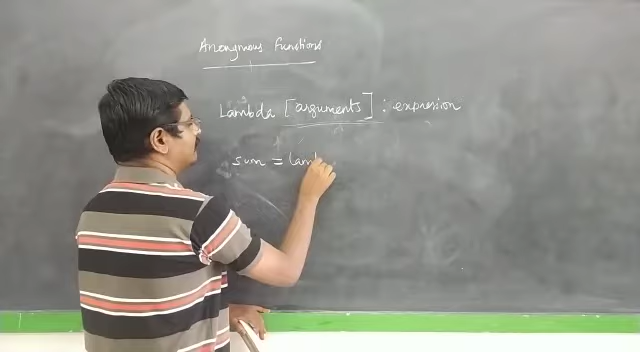 Anonymous Functions
Lambda [arguments] : expression
sum = lam